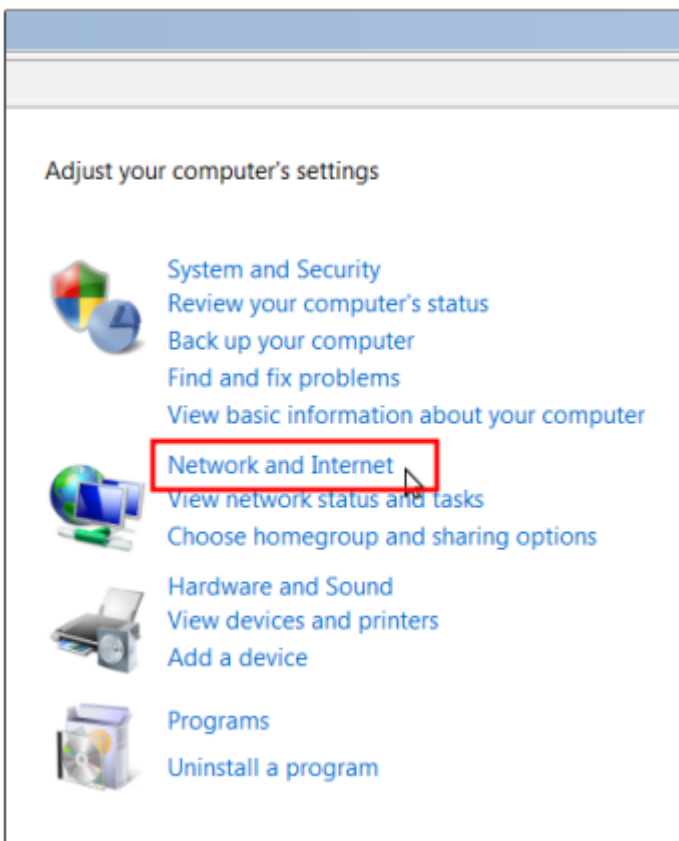 Adjust your computer's settings
System and Security
Review your computer's status
Back up your computer
Find and fix problems
View basic information about your computer
Network and Internet
View network status and tasks
Choose homegroup and sharing options
Hardware and Sound
View devices and printers
Add a device
Programs
Uninstall a program